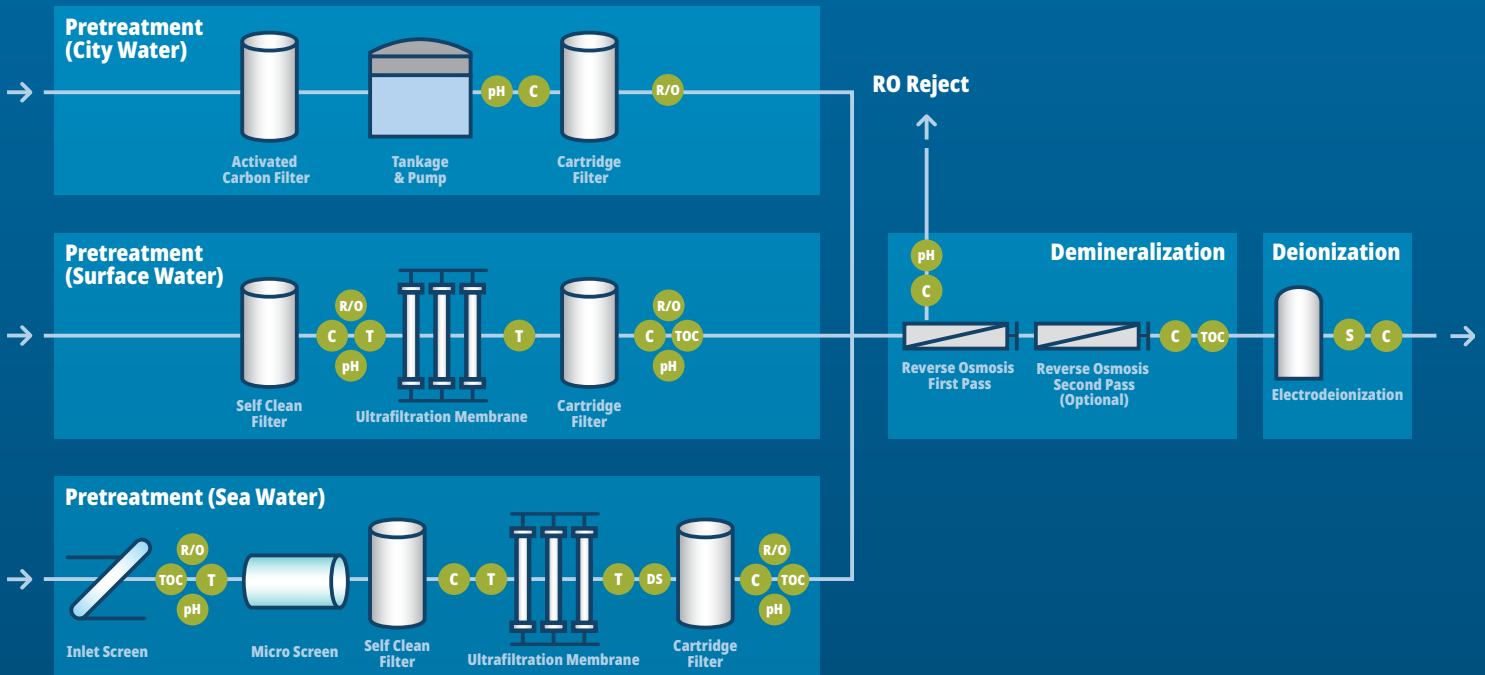 Pretreatment
(City Water)
pH
C
R/O
Activated
Carbon Filter
Tankage
& Pump
Cartridge
Filter
RO Reject
Pretreatment
(Surface Water)
R/O
C
T
pH
T
R/O
C
TOC
pH
Self Clean
Filter
Ultrafiltration Membrane
Cartridge
Filter
Demineralization
pH
C
C
TOC
Reverse Osmosis
First Pass
Reverse Osmosis
Second Pass
(Optional)
Deionization
S
C
Electrodeionization
Pretreatment (Sea Water)
R/O
TOC
T
pH
C
T
T
DS
R/O
C
TOC
pH
Inlet Screen
Micro Screen
Self Clean
Filter
Ultrafiltration Membrane
Cartridge
Filter